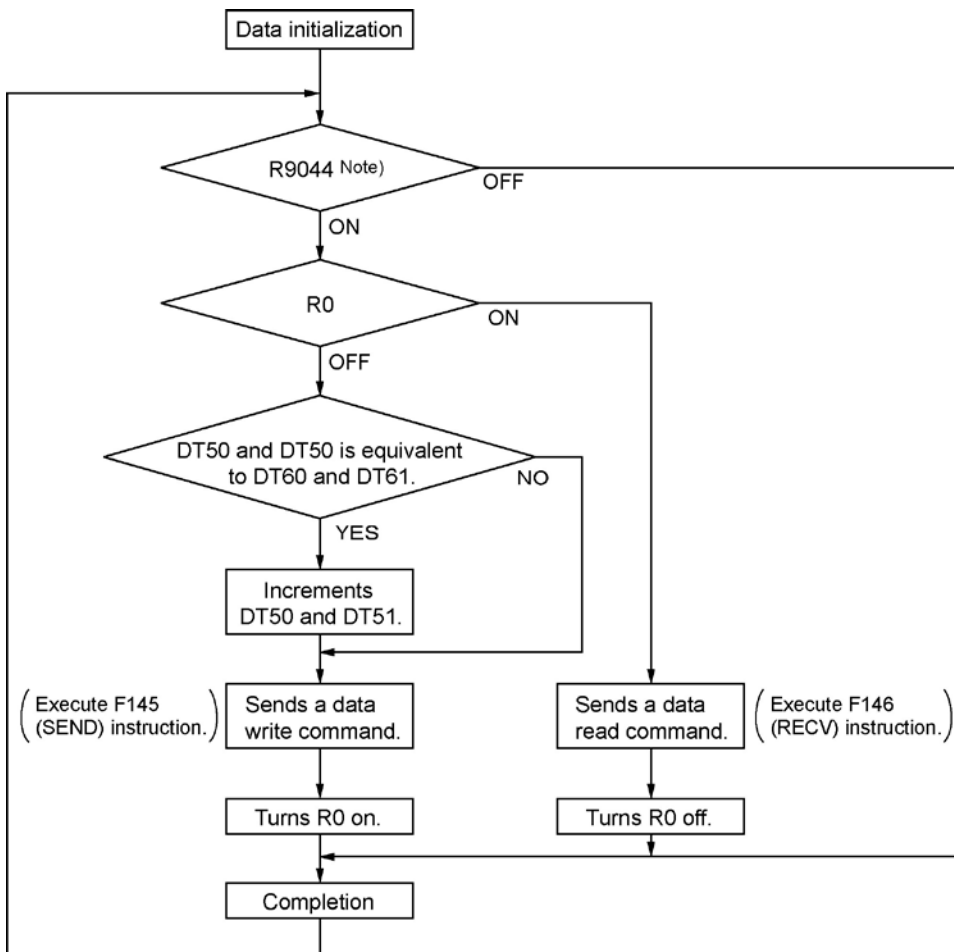 Data initialization
R9044 Note)
OFF
ON
R0
ON
OFF
DT50 and DT50 is equivalent
to DT60 and DT61.
NO
YES
Increments
DT50 and DT51.
(Execute F145
(SEND) instruction.)
Sends a data
write command.
Sends a data
read command.
(Execute F146
(RECV) instruction.)
Turns R0 on.
Turns R0 off.
Completion